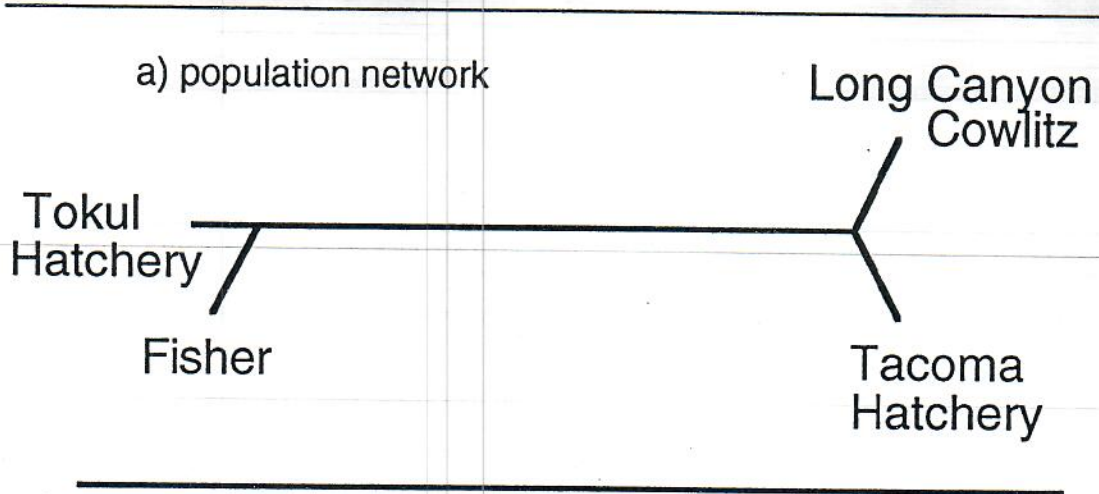 a) population network
Long Canyon
Cowlitz
Tokul
Hatchery
Fisher
Tacoma
Hatchery